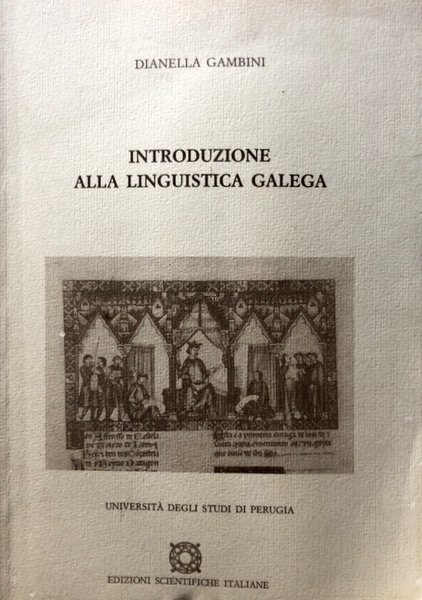 DIANELLA GAMBINI
INTRODUZIONE
ALLA LINGUISTICA GALEGA
UNIVERSITÀ DEGLI STUDI DI PERUGIA
EDIZIONI SCIENTIFICHE ITALIANE